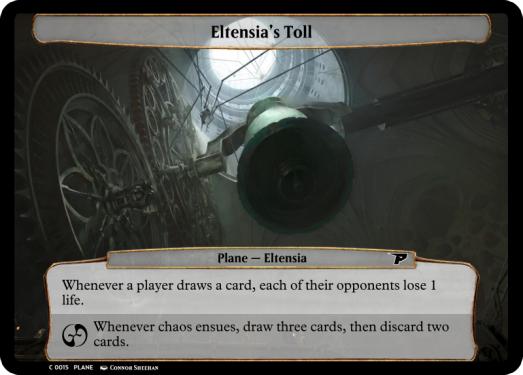 Eltensia's Toll
Plane — Eltensia
Whenever a player draws a card, each of their opponents lose 1
life.
Whenever chaos ensues, draw three cards, then discard two
cards.
C 0015 PLANE Connor Sheehan